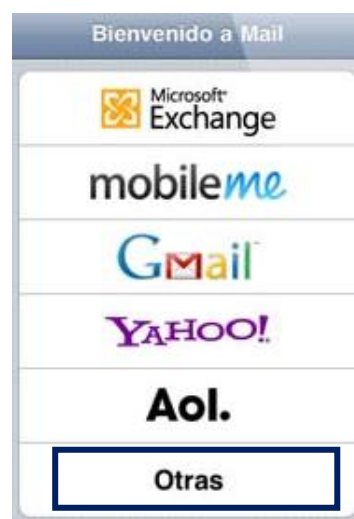 Bienvenido a Mail
Microsoft
Exchange
mobileme
Gmail
YAHOO!
Aol.
Otras